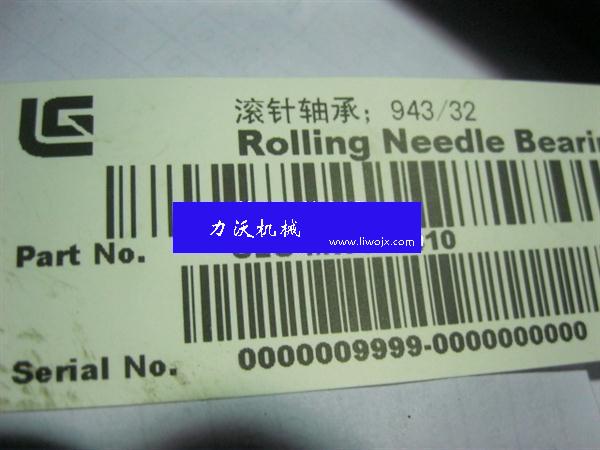 滚针轴承; 943/32
Rolling Needle
力沃机械
www.liwojx.com
Part No.
10
Serial No.
0000009999-0000000000